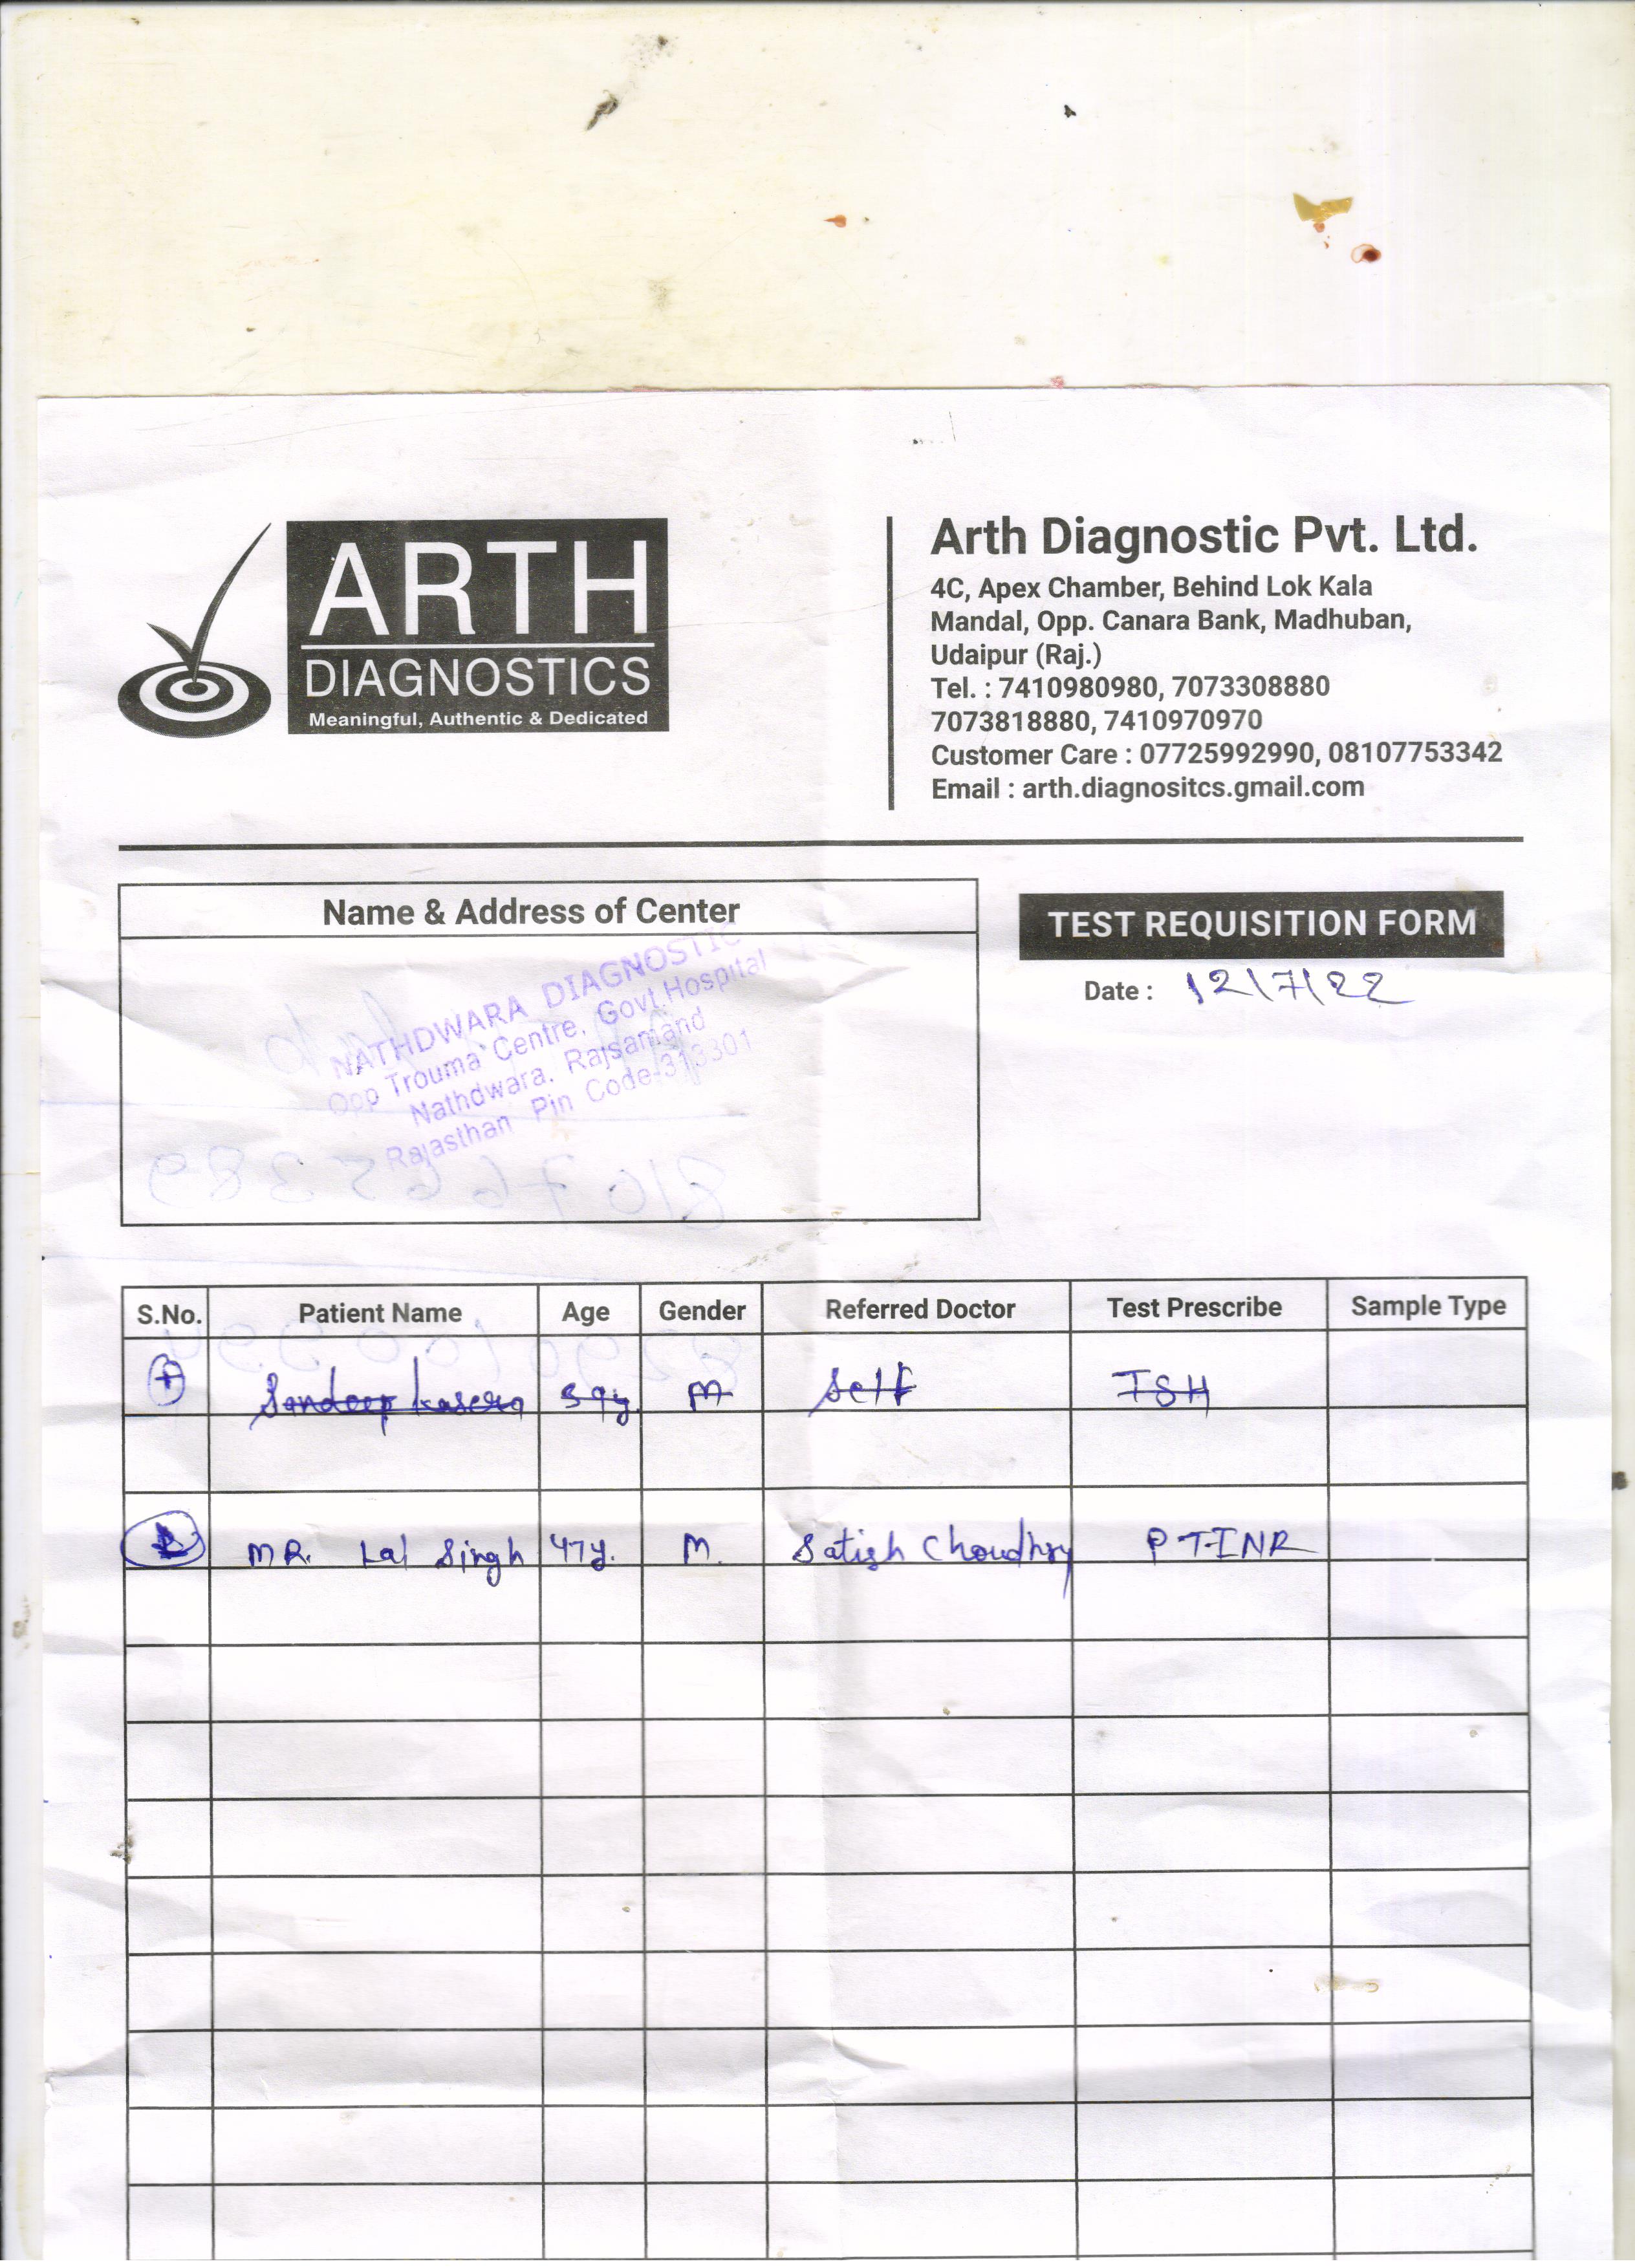 ARTH
DIAGNOSTICS
Meaningful, Authentic & Dedicated
Arth Diagnostic Pvt. Ltd.
4C, Apex Chamber, Behind Lok Kala
Mandal, Opp. Canara Bank, Madhuban,
Udaipur (Raj.)
Tel. : 7410980980, 7073308880
7073818880, 7410970970
Customer Care : 07725992990, 08107753342
Email : arth.diagnositcs.gmail.com
Name & Address of Center
NATHDWARA DIAGNOSTIC
Opp Trouma Centre, Govt. Hospital
Nathdwara. Rajsamand
Rajasthan Pin Code-313301
TEST REQUISITION FORM
Date : 12/7/22
S.No. Patient Name Age Gender Referred Doctor Test Prescribe Sample Type
Sandeep kasera 39y M Self TSH
MR. Lal Singh 47y. M. Satish Choudhry PT-INR